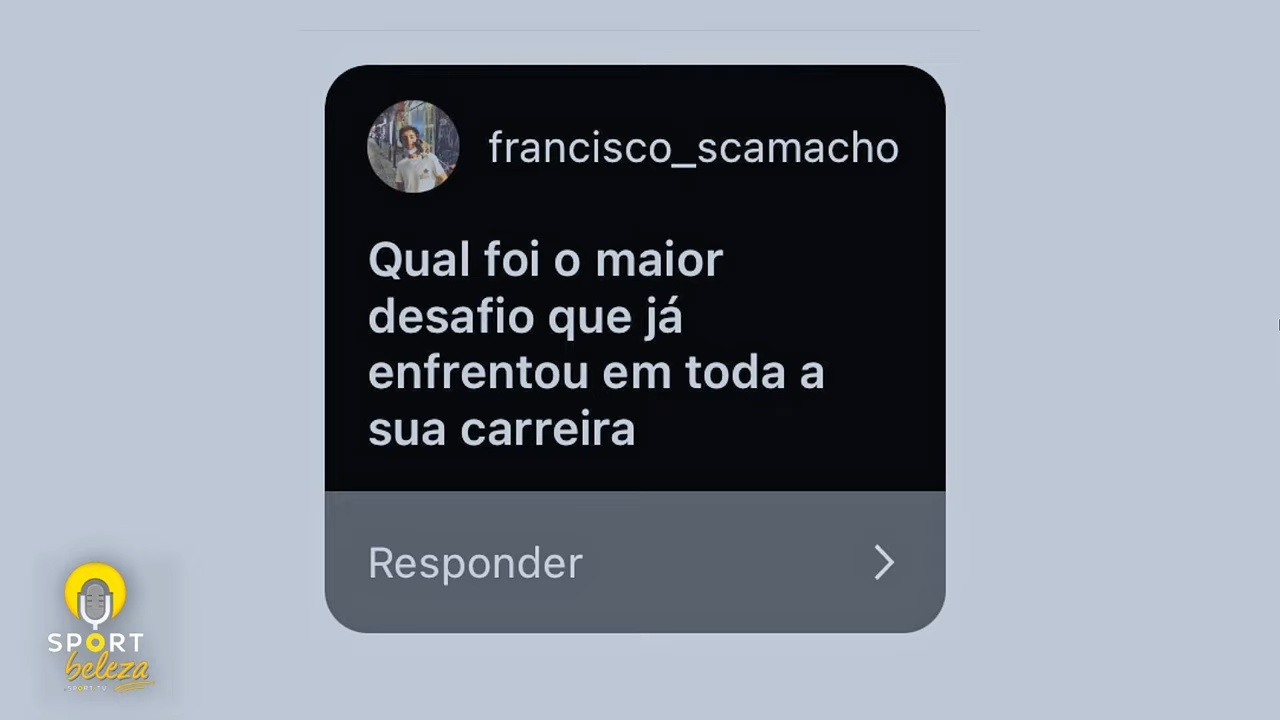 francisco_scamacho
Qual foi o maior
desafio que já
enfrentou em toda a
sua carreira
Responder
SPORT
beleza